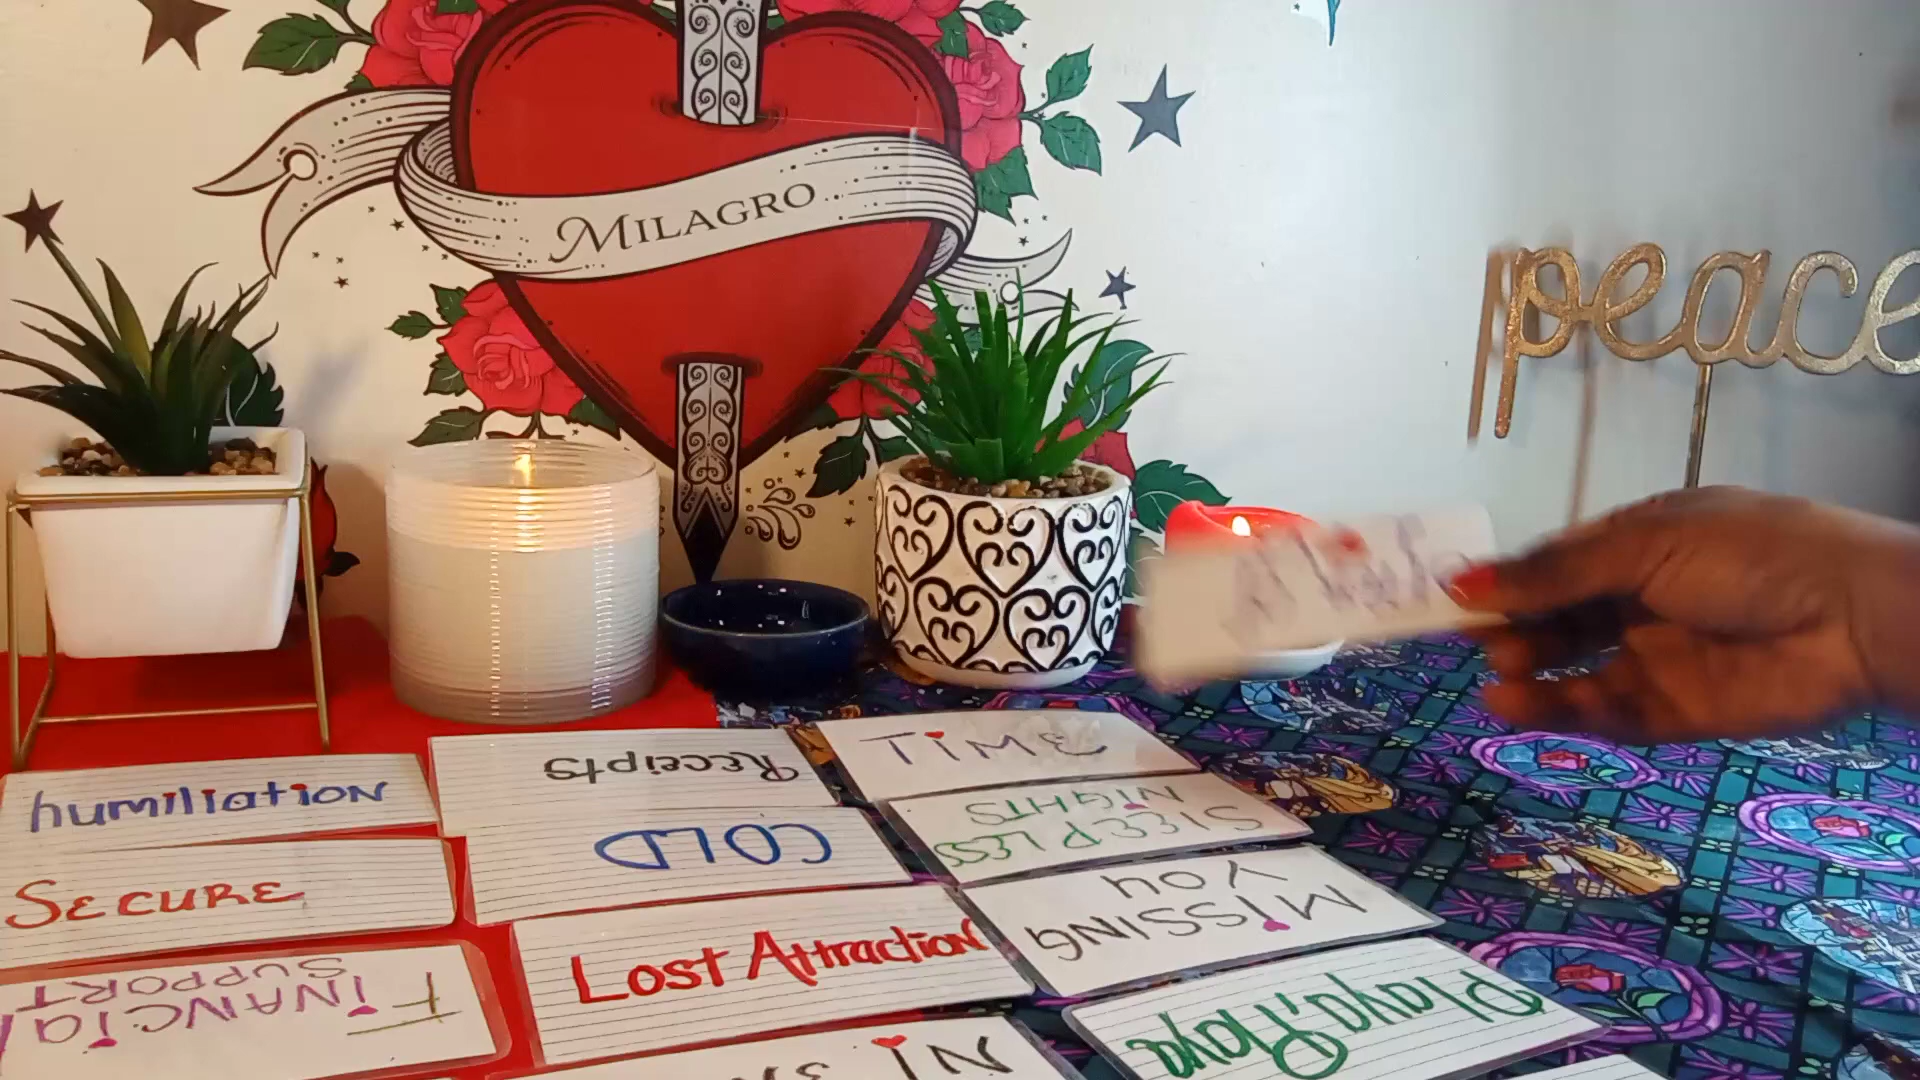 MILAGRO
peace
humiliation
Receipts
TIME
SECURE
COLD
SLEEPLESS
NIGHTS
FINANCIAL
SUPPORT
Lost Attraction
MISSING
YOU
Playa Playa